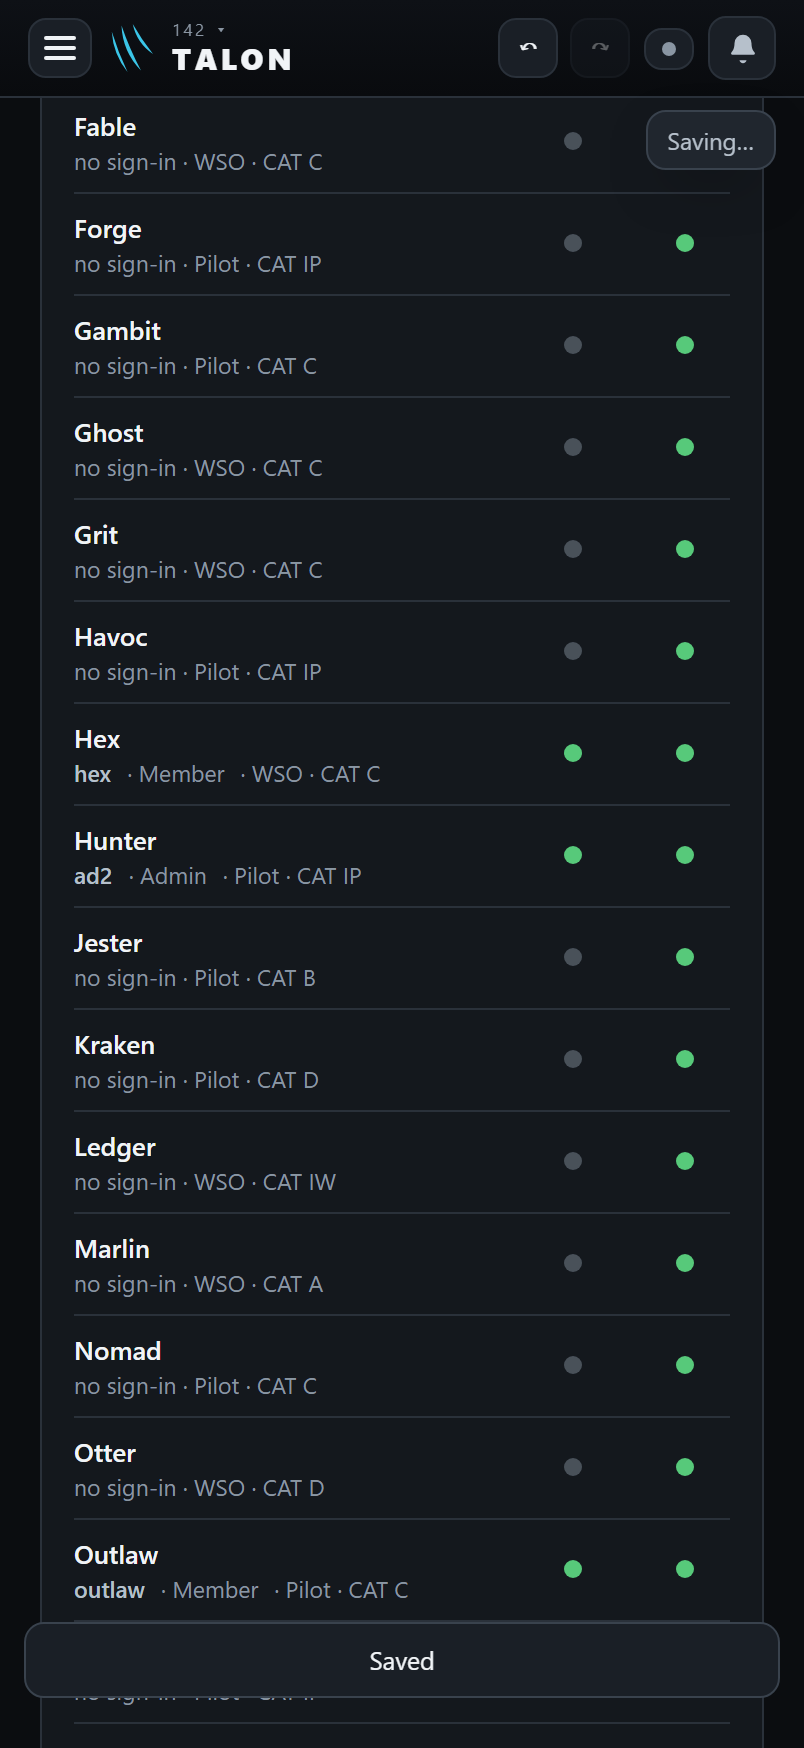 142
TALON
Fable
no sign-in · WSO · CAT C
Saving...
Forge
no sign-in · Pilot · CAT IP
Gambit
no sign-in · Pilot · CAT C
Ghost
no sign-in · WSO · CAT C
Grit
no sign-in · WSO · CAT C
Havoc
no sign-in · Pilot · CAT IP
Hex
hex · Member · WSO · CAT C
Hunter
ad2 · Admin · Pilot · CAT IP
Jester
no sign-in · Pilot · CAT B
Kraken
no sign-in · Pilot · CAT D
Ledger
no sign-in · WSO · CAT IW
Marlin
no sign-in · WSO · CAT A
Nomad
no sign-in · Pilot · CAT C
Otter
no sign-in · WSO · CAT D
Outlaw
outlaw · Member · Pilot · CAT C
Saved